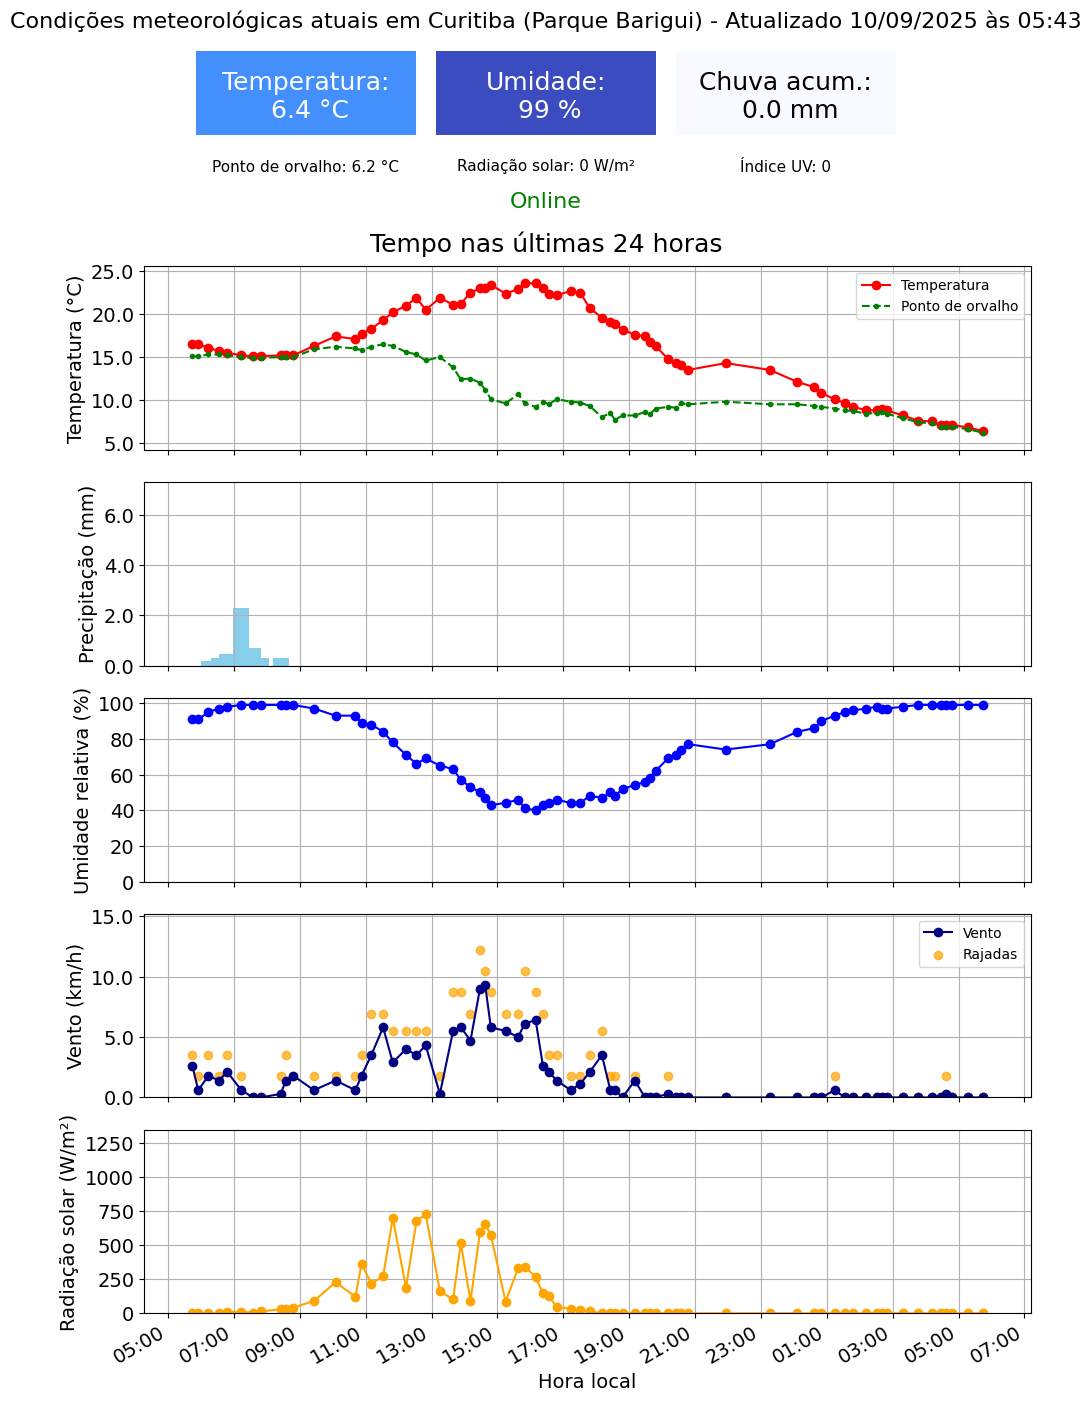 Condições meteorológicas atuais em Curitiba (Parque Barigui) - Atualizado 10/09/2025 às 05:43
Temperatura:
6.4 °C
Umidade:
99 %
Chuva acum.:
0.0 mm
Ponto de orvalho: 6.2 °C
Radiação solar: 0 W/m²
Índice UV: 0
Online
Tempo nas últimas 24 horas
Temperatura (°C)
25.0
20.0
15.0
10.0
5.0
Temperatura
Ponto de orvalho
Precipitação (mm)
6.0
4.0
2.0
0.0
Umidade relativa (%)
100
80
60
40
20
0
Vento (km/h)
15.0
10.0
5.0
0.0
Vento
Rajadas
Radiação solar (W/m²)
1250
1000
750
500
250
0
05:00
07:00
09:00
11:00
13:00
15:00
17:00
19:00
21:00
23:00
01:00
03:00
05:00
07:00
Hora local